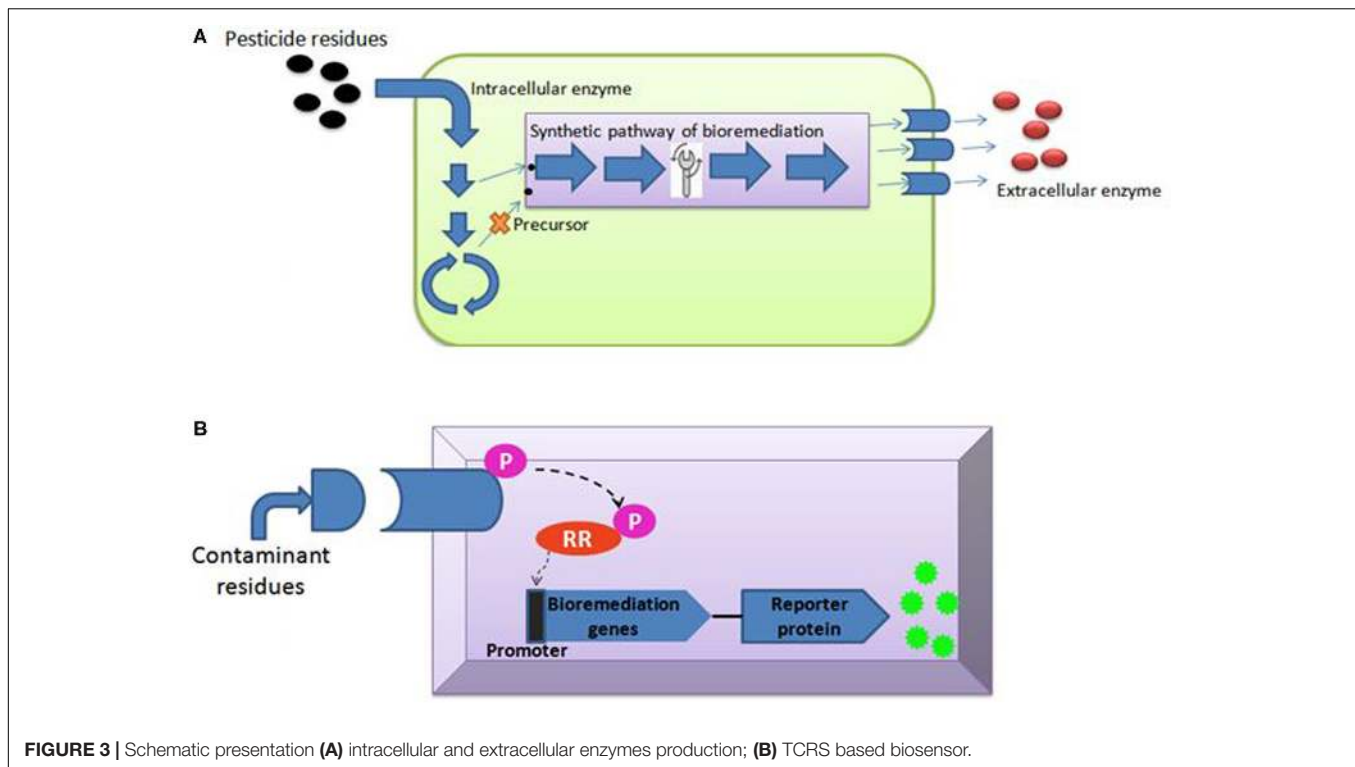 A
Pesticide residues
Intracellular enzyme
Synthetic pathway of bioremediation
Precursor
Extracellular enzyme
B
P
P
RR
Contaminant
residues
Bioremediation
genes
Reporter
protein
Promoter
FIGURE 3 | Schematic presentation (A) intracellular and extracellular enzymes production; (B) TCRS based biosensor.